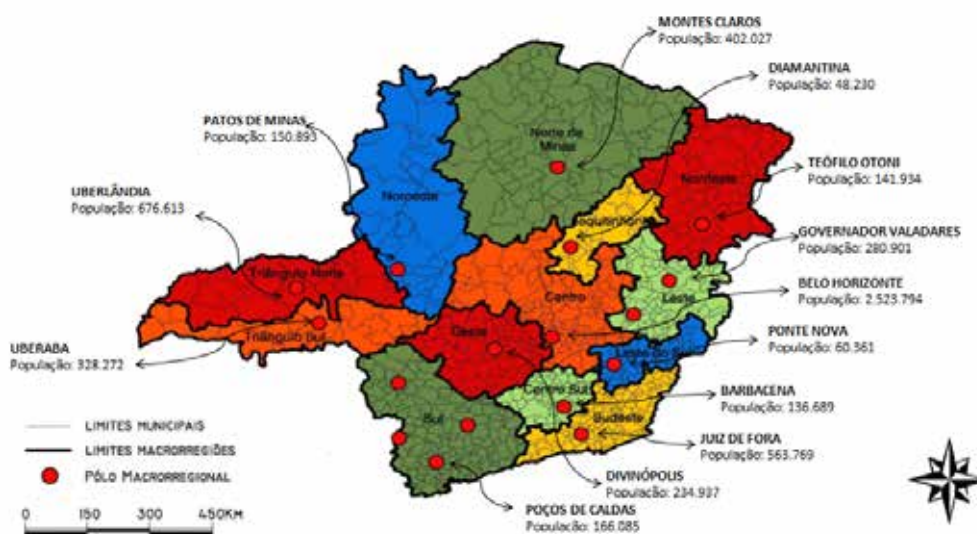 MONTES CLAROS
População: 402.027
DIAMANTINA
População: 48.230
PATOS DE MINAS
População: 150.893
Norte de Minas
TEÓFILO OTONI
População: 141.934
UBERLÂNDIA
População: 676.613
Noroeste
Nordeste
GOVERNADOR VALADARES
População: 280.901
Triângulo Norte
Centro
Leste
BELO HORIZONTE
População: 2.523.794
Triângulo Sul
Oeste
PONTE NOVA
População: 60.361
UBERABA
População: 328.272
Centro Sul
BARBACENA
População: 136.689
Sul
Sudeste
LIMITES MUNICIPAIS
LIMITES MACRORREGIÕES
PÓLO MACRORREGIONAL
JUIZ DE FORA
População: 563.769
DIVINÓPOLIS
População: 234.937
POÇOS DE CALDAS
População: 166.085
0 150 300 450KM